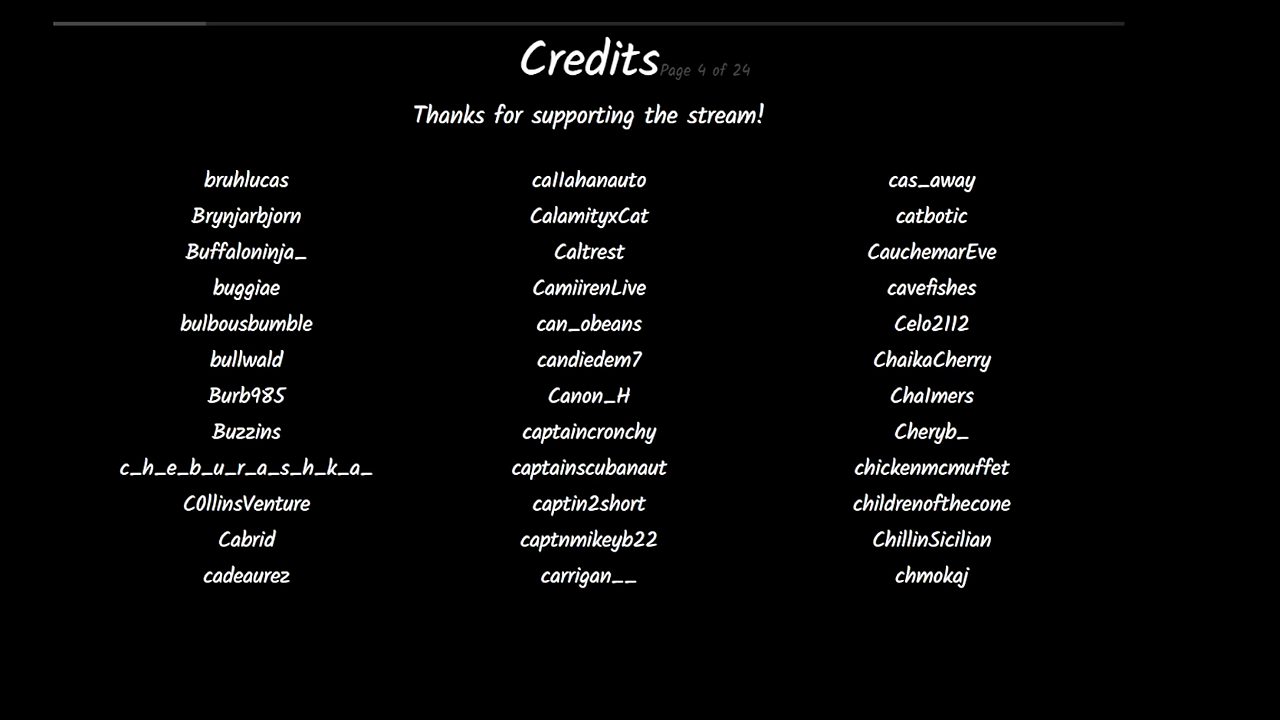 Credits Page 4 of 24
Thanks for supporting the stream!
bruhlucas
Brynjarbjorn
Buffaloninja_
buggiae
bulbousbumble
bullwald
Burb985
Buzzins
c_h_e_b_u_r_a_s_h_k_a_
C0llinsVenture
Cabrid
cadeaurez
caIIahanauto
CalamityxCat
Caltrest
CamiirenLive
can_obeans
candiedem7
Canon_H
captaincronchy
captainscubanaut
captin2short
captnmikeyb22
carrigan__
cas_away
catbotic
CauchemarEve
cavefishes
Celo2112
ChaikaCherry
ChaImers
Cheryb_
chickenmcmuffet
childrenofthecone
ChillinSicilian
chmokaj